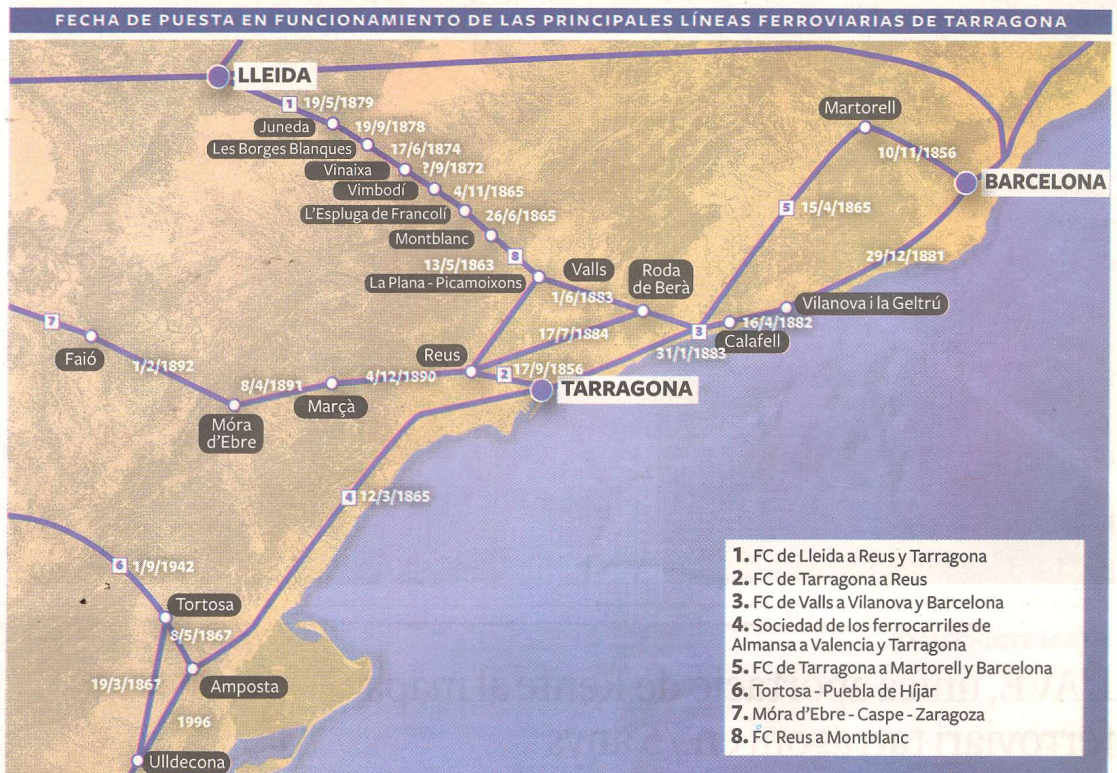 FECHA DE PUESTA EN FUNCIONAMIENTO DE LAS PRINCIPALES LÍNEAS FERROVIARIAS DE TARRAGONA
LLEIDA
1
19/5/1879
Juneda
19/9/1878
Les Borges Blanques
17/6/1874
Vinaixa
?/9/1872
Vimbodí
4/11/1865
L'Espluga de Francolí
26/6/1865
Montblanc
8
13/5/1863
La Plana - Picamoixons
Martorell
10/11/1856
BARCELONA
5
15/4/1865
29/12/1881
Valls
1/6/1883
Roda
de Berà
Vilanova i la Geltrú
3
16/4/1882
Calafell
17/7/1884
31/1/1883
7
Faió
1/2/1892
Reus
2
17/9/1856
TARRAGONA
8/4/1891
4/12/1890
Marçà
Móra
d'Ebre
4
12/3/1865
6
1/9/1942
Tortosa
8/5/1867
19/3/1867
Amposta
1996
Ulldecona
1. FC de Lleida a Reus y Tarragona
2. FC de Tarragona a Reus
3. FC de Valls a Vilanova y Barcelona
4. Sociedad de los ferrocarriles de
Almansa a Valencia y Tarragona
5. FC de Tarragona a Martorell y Barcelona
6. Tortosa - Puebla de Híjar
7. Móra d'Ebre - Caspe - Zaragoza
8. FC Reus a Montblanc